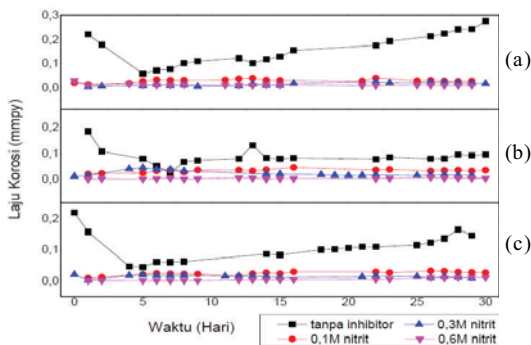 0,3
0,2
0,1
0,0
(a)
0,2
0,1
0,0
(b)
0,2
0,1
0,0
(c)
Laju Korosi (mmpy)
0 5 10 15 20 25 30
Waktu (Hari)
tanpa inhibitor
0,3M nitrit
0,1M nitrit
0,6M nitrit